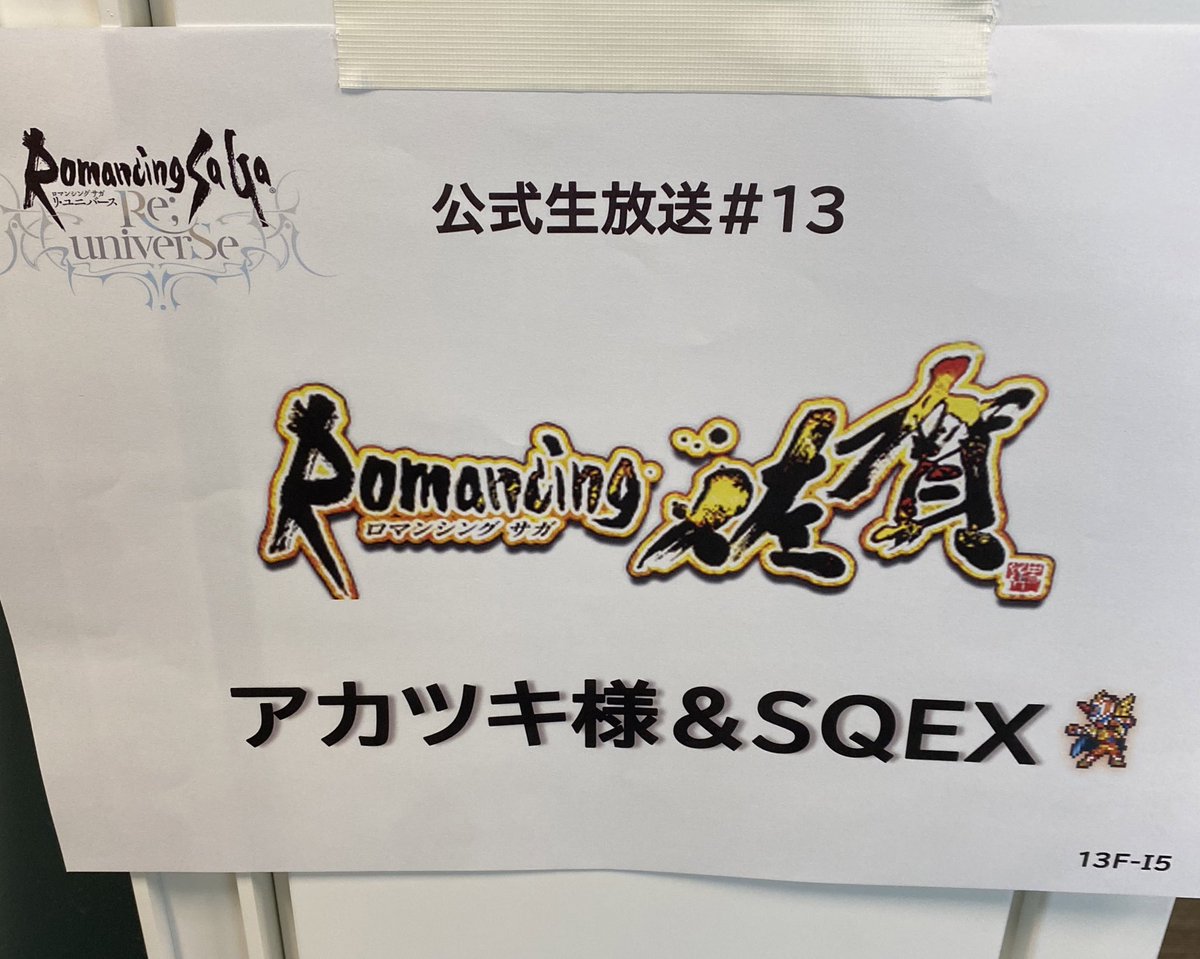 Romancing SaGa
ロマンシング サガ
リ・ユニバース
Re;
univerSe
公式生放送#13
Romancing 佐賀
ロマンシング サガ
アカツキ様&SQEX
13F-I5